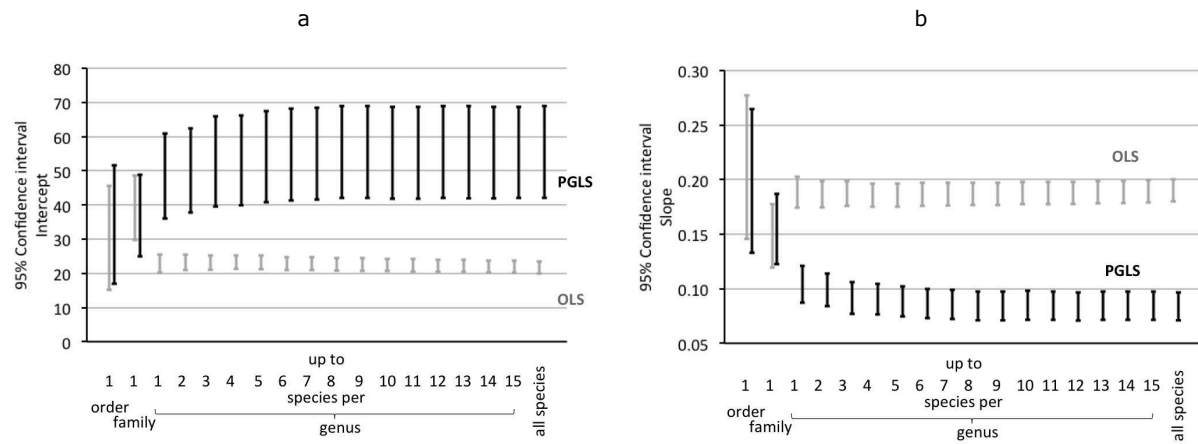 a
95% Confidence interval
Intercept
80
70
60
50
40
30
20
10
0
PGLS
OLS
up to
1 1 1 2 3 4 5 6 7 8 9 10 11 12 13 14 15
order
family
species per
genus
all species
b
95% Confidence interval
Slope
0.30
0.25
0.20
0.15
0.10
0.05
OLS
PGLS
up to
1 1 1 2 3 4 5 6 7 8 9 10 11 12 13 14 15
order
family
species per
genus
all species